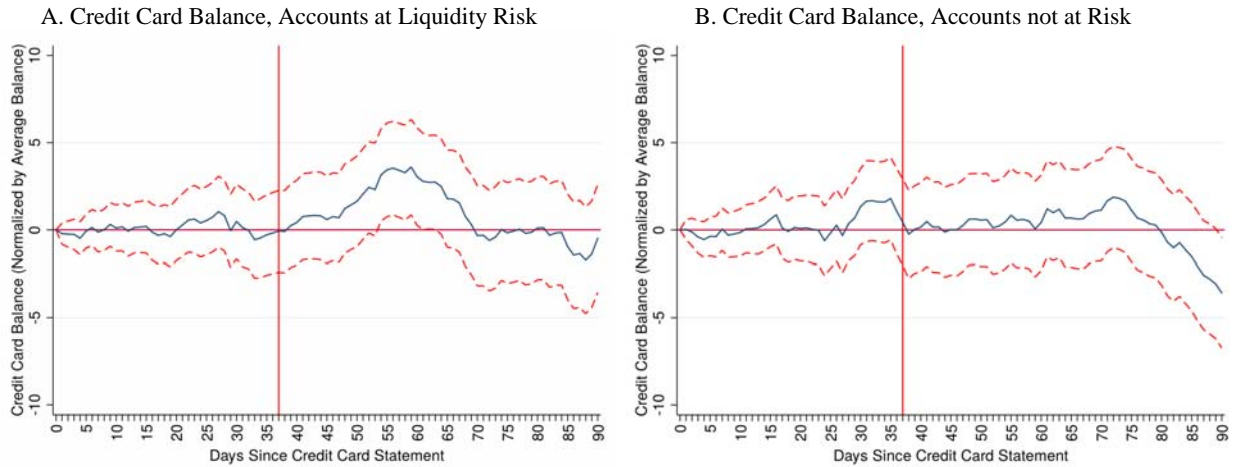 A. Credit Card Balance, Accounts at Liquidity Risk
Credit Card Balance (Normalized by Average Balance)
10
5
0
-5
-10
0 5 10 15 20 25 30 35 40 45 50 55 60 65 70 75 80 85 90
Days Since Credit Card Statement
B. Credit Card Balance, Accounts not at Risk
Credit Card Balance (Normalized by Average Balance)
10
5
0
-5
-10
0 5 10 15 20 25 30 35 40 45 50 55 60 65 70 75 80 85 90
Days Since Credit Card Statement